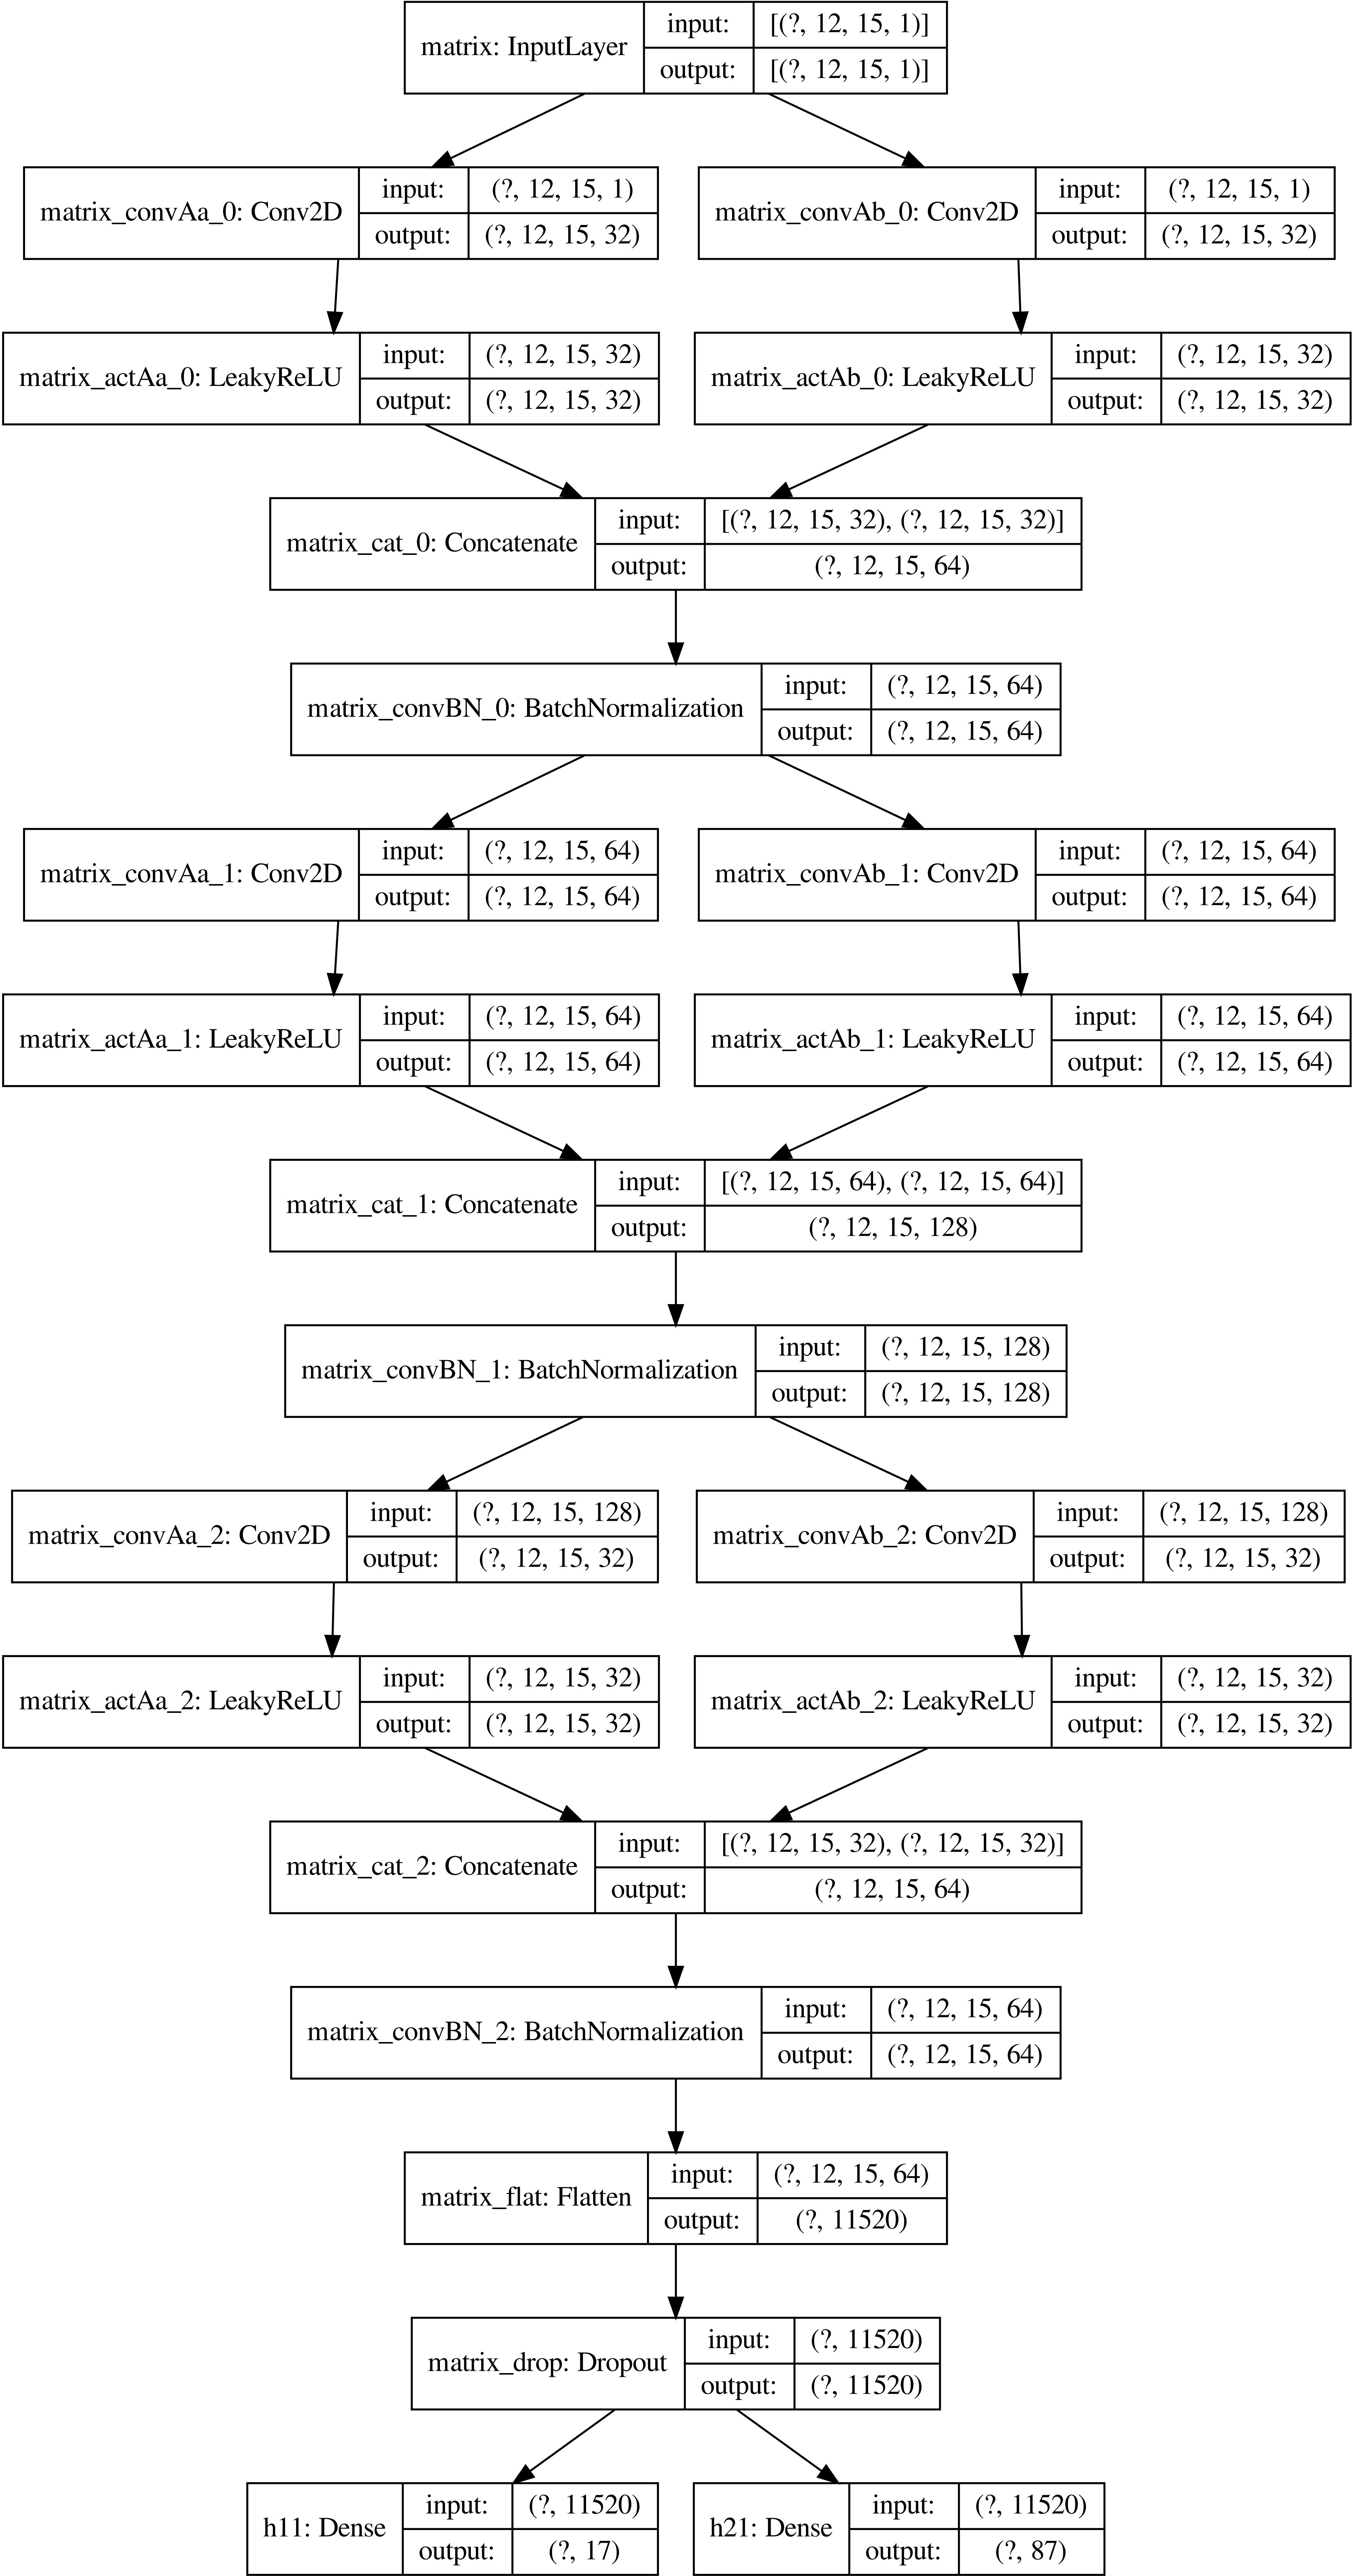 matrix: InputLayer
input: [(?, 12, 15, 1)]
output: [(?, 12, 15, 1)]
matrix_convAa_0: Conv2D
input: (?, 12, 15, 1)
output: (?, 12, 15, 32)
matrix_convAb_0: Conv2D
input: (?, 12, 15, 1)
output: (?, 12, 15, 32)
matrix_actAa_0: LeakyReLU
input: (?, 12, 15, 32)
output: (?, 12, 15, 32)
matrix_actAb_0: LeakyReLU
input: (?, 12, 15, 32)
output: (?, 12, 15, 32)
matrix_cat_0: Concatenate
input: [(?, 12, 15, 32), (?, 12, 15, 32)]
output: (?, 12, 15, 64)
matrix_convBN_0: BatchNormalization
input: (?, 12, 15, 64)
output: (?, 12, 15, 64)
matrix_convAa_1: Conv2D
input: (?, 12, 15, 64)
output: (?, 12, 15, 64)
matrix_convAb_1: Conv2D
input: (?, 12, 15, 64)
output: (?, 12, 15, 64)
matrix_actAa_1: LeakyReLU
input: (?, 12, 15, 64)
output: (?, 12, 15, 64)
matrix_actAb_1: LeakyReLU
input: (?, 12, 15, 64)
output: (?, 12, 15, 64)
matrix_cat_1: Concatenate
input: [(?, 12, 15, 64), (?, 12, 15, 64)]
output: (?, 12, 15, 128)
matrix_convBN_1: BatchNormalization
input: (?, 12, 15, 128)
output: (?, 12, 15, 128)
matrix_convAa_2: Conv2D
input: (?, 12, 15, 128)
output: (?, 12, 15, 32)
matrix_convAb_2: Conv2D
input: (?, 12, 15, 128)
output: (?, 12, 15, 32)
matrix_actAa_2: LeakyReLU
input: (?, 12, 15, 32)
output: (?, 12, 15, 32)
matrix_actAb_2: LeakyReLU
input: (?, 12, 15, 32)
output: (?, 12, 15, 32)
matrix_cat_2: Concatenate
input: [(?, 12, 15, 32), (?, 12, 15, 32)]
output: (?, 12, 15, 64)
matrix_convBN_2: BatchNormalization
input: (?, 12, 15, 64)
output: (?, 12, 15, 64)
matrix_flat: Flatten
input: (?, 12, 15, 64)
output: (?, 11520)
matrix_drop: Dropout
input: (?, 11520)
output: (?, 11520)
h11: Dense
input: (?, 11520)
output: (?, 17)
h21: Dense
input: (?, 11520)
output: (?, 87)